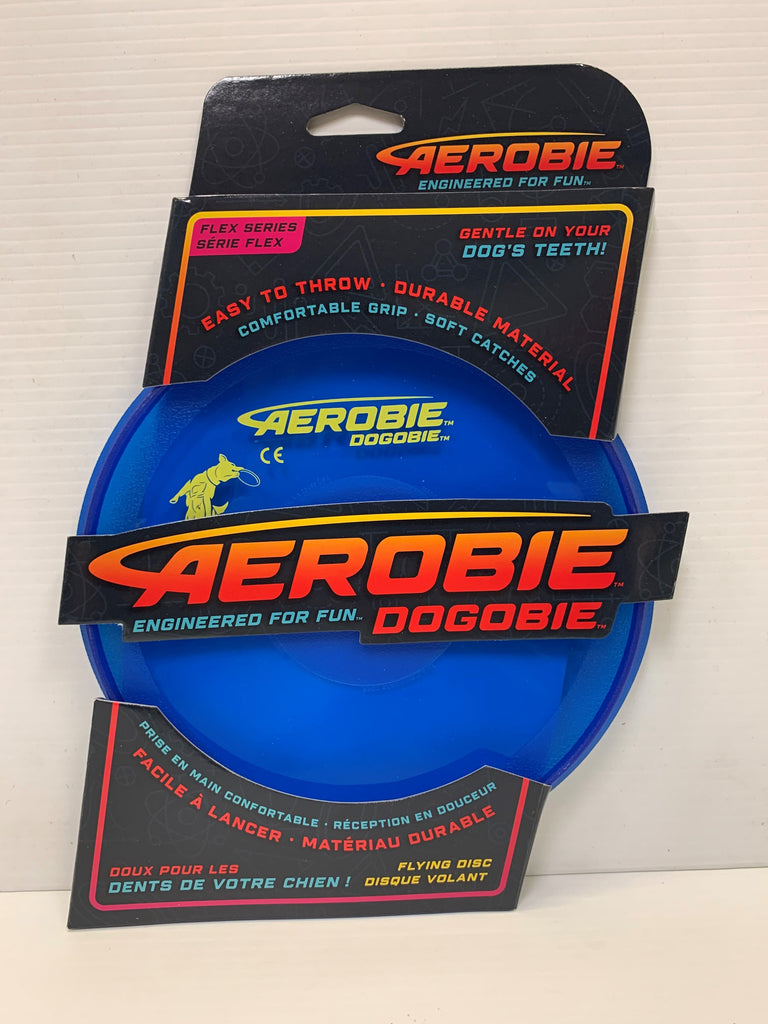 AEROBIE™
ENGINEERED FOR FUN™
FLEX SERIES
SÉRIE FLEX
GENTLE ON YOUR
DOG'S TEETH!
EASY TO THROW · DURABLE MATERIAL
COMFORTABLE GRIP · SOFT CATCHES
AEROBIE™
DOGOBIE™
CE
AEROBIE™
ENGINEERED FOR FUN™ DOGOBIE™
PRISE EN MAIN CONFORTABLE · RÉCEPTION EN DOUCEUR
FACILE À LANCER · MATÉRIAU DURABLE
DOUX POUR LES
DENTS DE VOTRE CHIEN !
FLYING DISC
DISQUE VOLANT